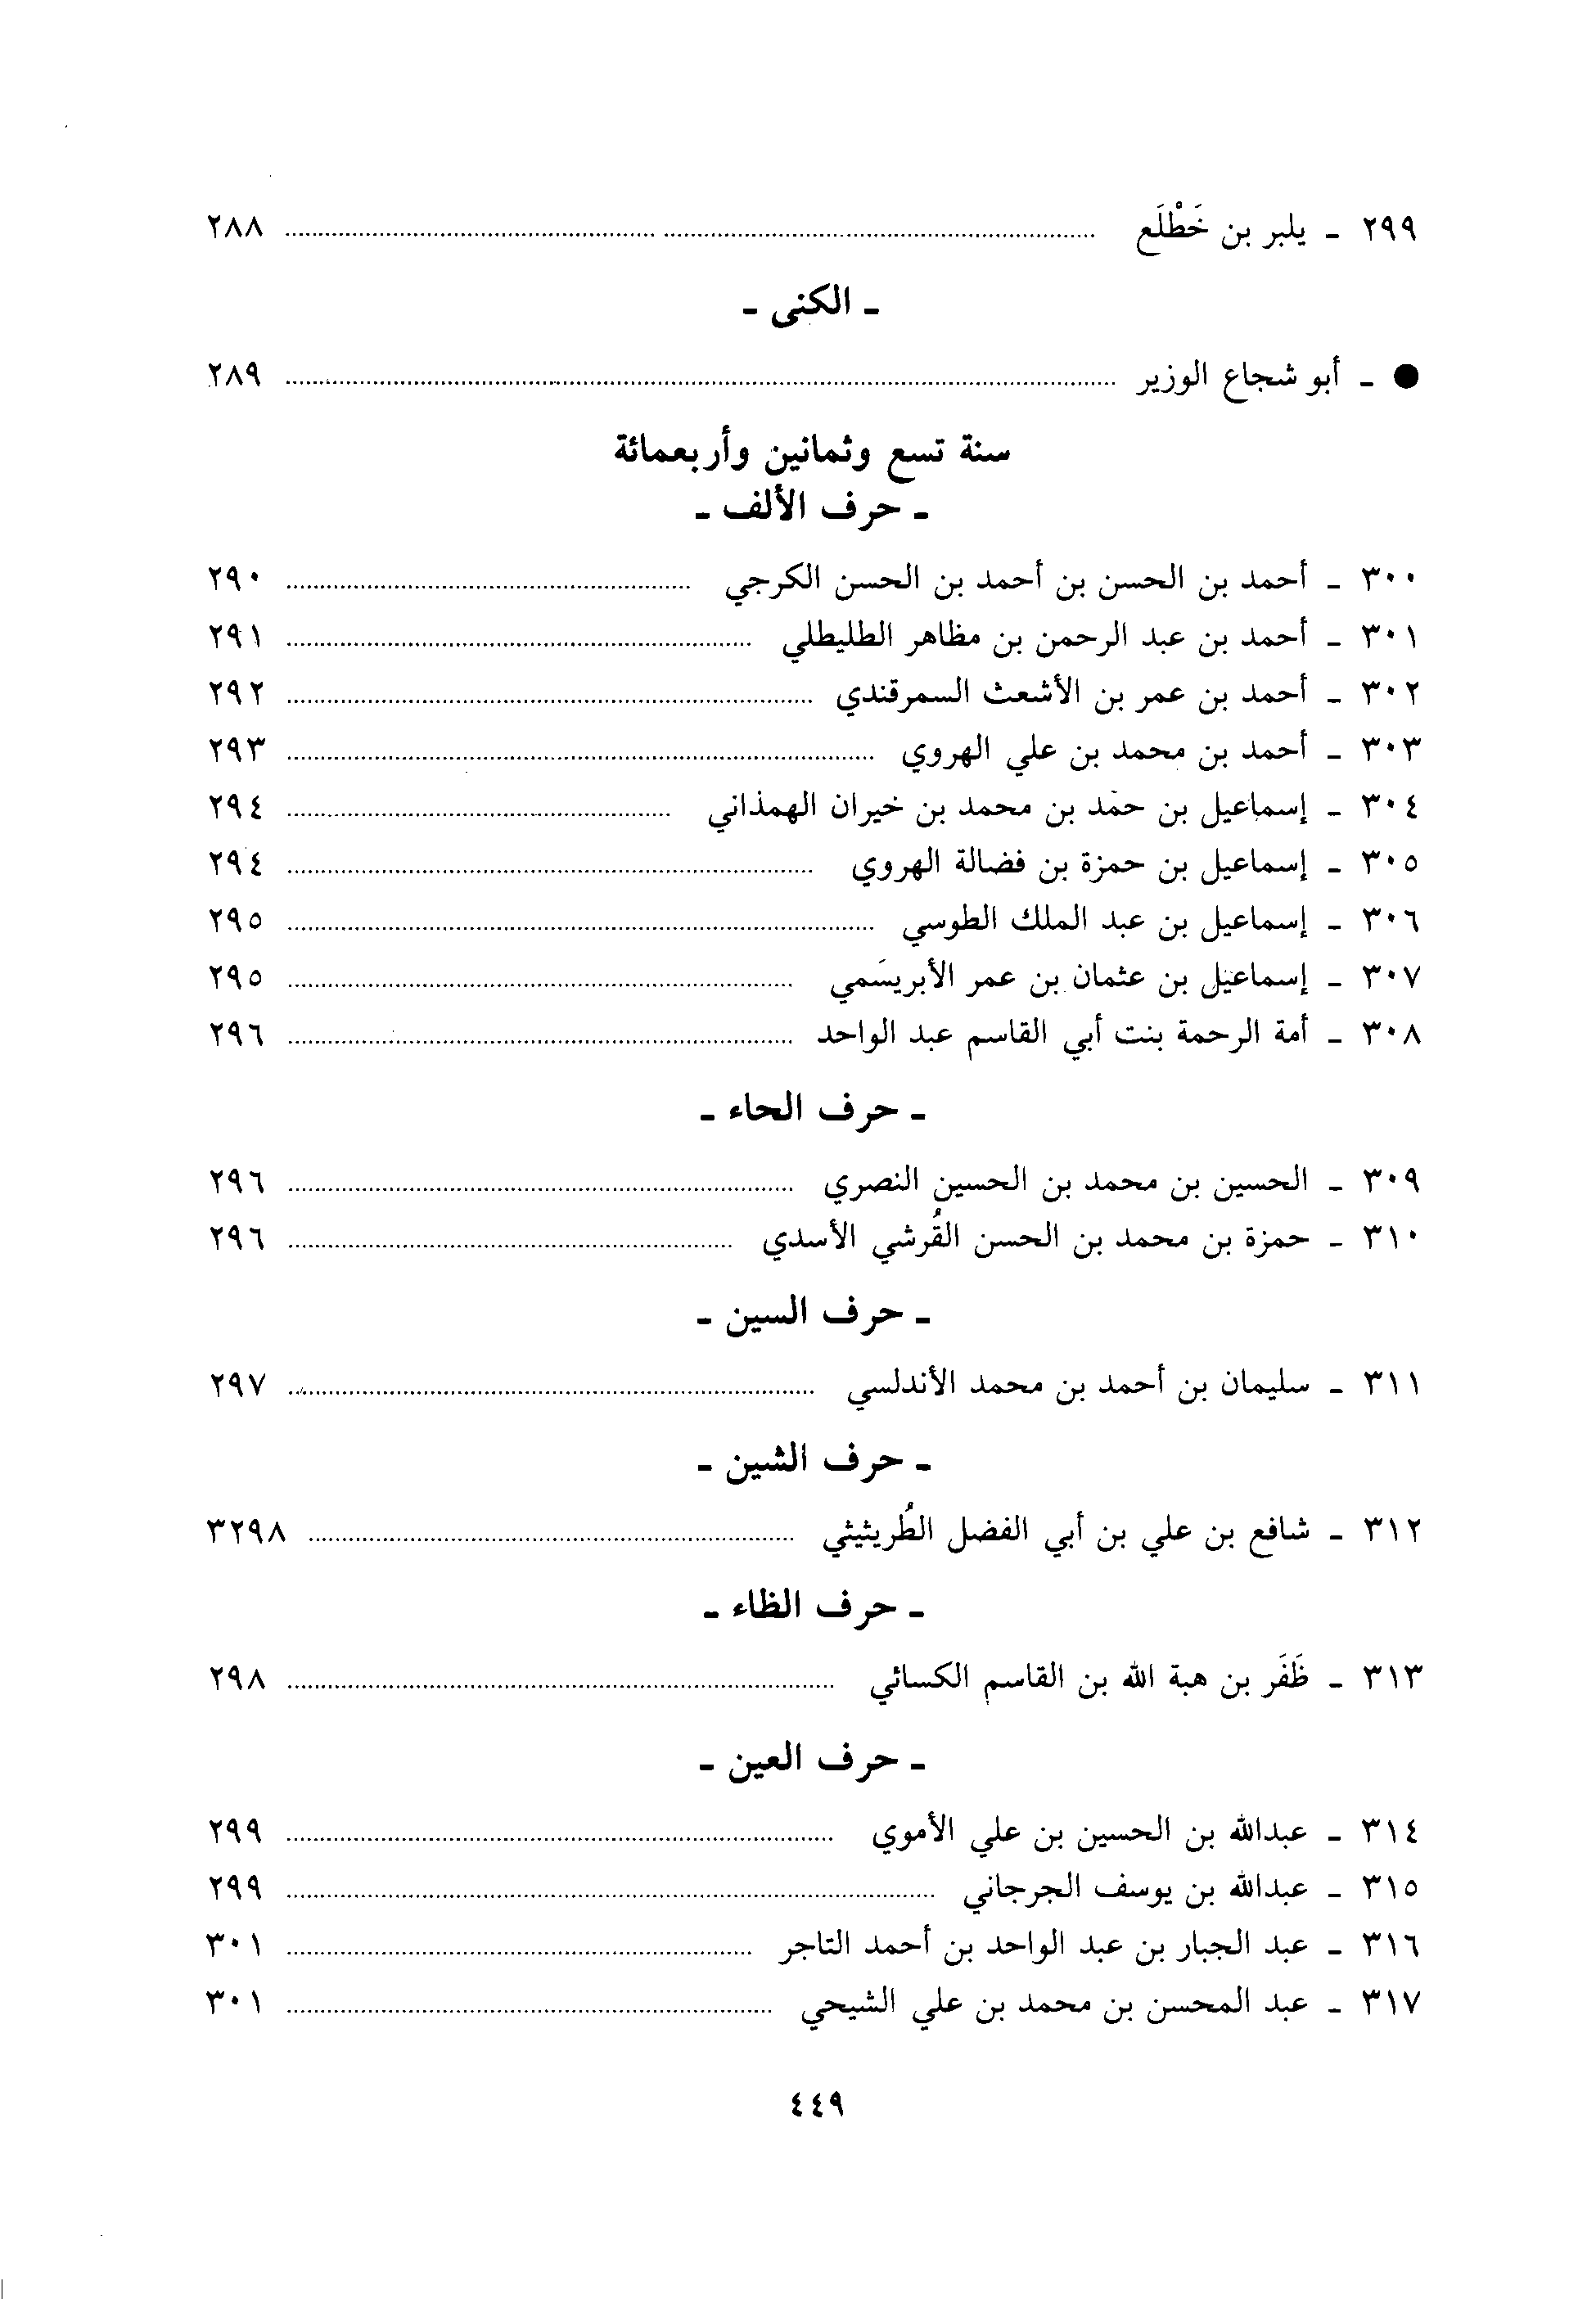 ٢٩٩ - يلبر بن خَطْلَع ........ ٢٨٨
- الكنى -
● - أبو شجاع الوزير ........ ٢٨٩
سنة تسع وثمانين وأربعمائة
- حرف الألف -
٣٠٠ - أحمد بن الحسن بن أحمد بن الحسن الكرجي ........ ٢٩٠
٣٠١ - أحمد بن عبد الرحمن بن مظاهر الطليطلي ........ ٢٩١
٣٠٢ - أحمد بن عمر بن الأشعث السمرقندي ........ ٢٩٢
٣٠٣ - أحمد بن محمد بن علي الهروي ........ ٢٩٣
٣٠٤ - إسماعيل بن حمْد بن محمد بن خيران الهمذاني ........ ٢٩٤
٣٠٥ - إسماعيل بن حمزة بن فضالة الهروي ........ ٢٩٤
٣٠٦ - إسماعيل بن عبد الملك الطوسي ........ ٢٩٥
٣٠٧ - إسماعيل بن عثمان بن عمر الأبريسَمي ........ ٢٩٥
٣٠٨ - أمة الرحمة بنت أبي القاسم عبد الواحد ........ ٢٩٦
- حرف الحاء -
٣٠٩ - الحسين بن محمد بن الحسين النصري ........ ٢٩٦
٣١٠ - حمزة بن محمد بن الحسن القُرشي الأسدي ........ ٢٩٦
- حرف السين -
٣١١ - سليمان بن أحمد بن محمد الأندلسي ........ ٢٩٧
- حرف الشين -
٣١٢ - شافع بن علي بن أبي الفضل الطُريثيثي ........ ٣٢٩٨
- حرف الظاء -
٣١٣ - ظَفَر بن هبة الله بن القاسم الكسائي ........ ٢٩٨
- حرف العين -
٣١٤ - عبدالله بن الحسين بن علي الأموي ........ ٢٩٩
٣١٥ - عبدالله بن يوسف الجرجاني ........ ٢٩٩
٣١٦ - عبد الجبار بن عبد الواحد بن أحمد التاجر ........ ٣٠١
٣١٧ - عبد المحسن بن محمد بن علي الشيحي ........ ٣٠١
٤٤٩